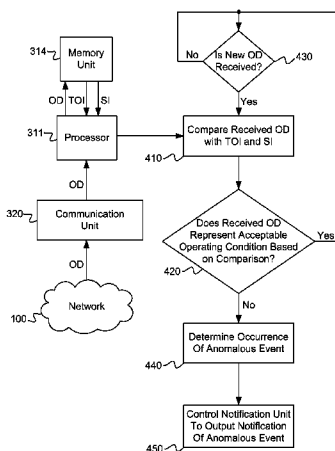 314
Memory
Unit
OD
TOI
SI
311
Processor
OD
320
Communication
Unit
OD
100
Network
No
Is New OD
Received?
430
Yes
Compare Received OD
with TOI and SI
410
Does Received OD
Represent Acceptable
Operating Condition Based
on Comparison?
Yes
420
No
Determine Occurrence
Of Anomalous Event
440
Control Notification Unit
To Output Notification
Of Anomalous Event
450